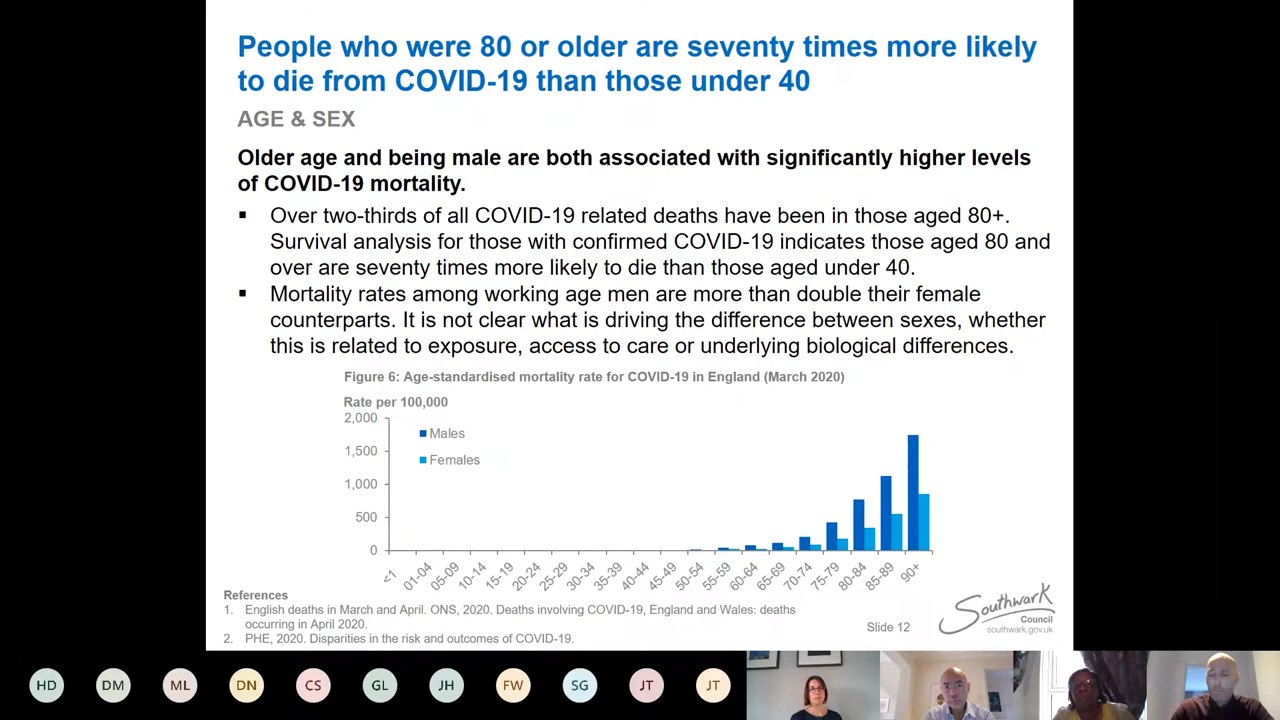 People who were 80 or older are seventy times more likely
to die from COVID-19 than those under 40
AGE & SEX
Older age and being male are both associated with significantly higher levels
of COVID-19 mortality.
▪ Over two-thirds of all COVID-19 related deaths have been in those aged 80+.
Survival analysis for those with confirmed COVID-19 indicates those aged 80 and
over are seventy times more likely to die than those aged under 40.
▪ Mortality rates among working age men are more than double their female
counterparts. It is not clear what is driving the difference between sexes, whether
this is related to exposure, access to care or underlying biological differences.
Figure 6: Age-standardised mortality rate for COVID-19 in England (March 2020)
Rate per 100,000
2,000
1,500
1,000
500
0
Males
Females
<1 01-04 05-09 10-14 15-19 20-24 25-29 30-34 35-39 40-44 45-49 50-54 55-59 60-64 65-69 70-74 75-79 80-84 85-89 90+
References
1. English deaths in March and April. ONS, 2020. Deaths involving COVID-19, England and Wales: deaths
occurring in April 2020.
2. PHE, 2020. Disparities in the risk and outcomes of COVID-19.
Slide 12
Southwark
Council
southwark.gov.uk
HD DM ML DN CS GL JH FW SG JT JT